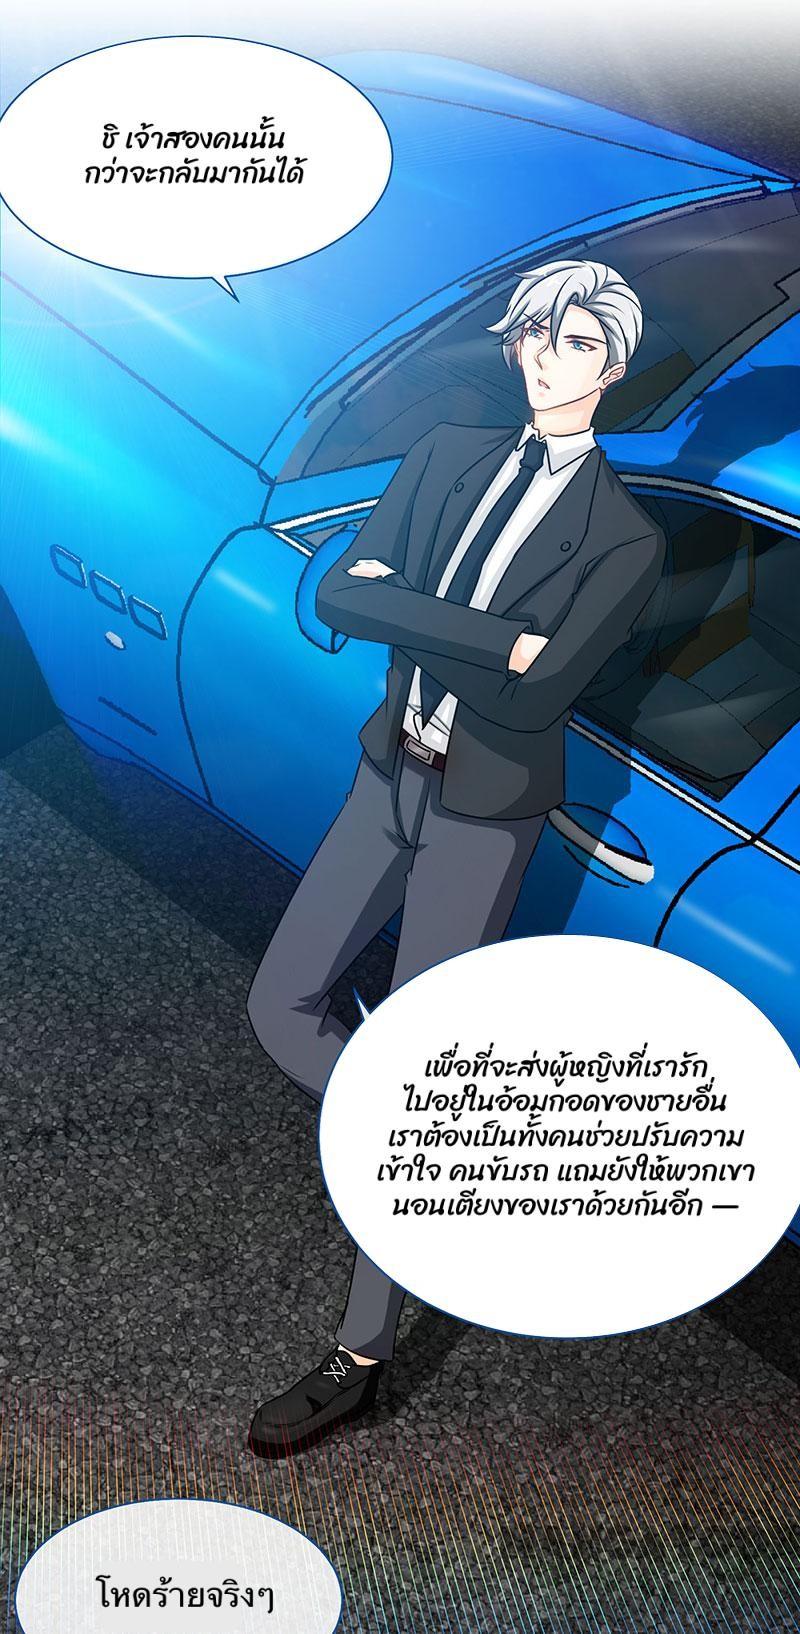 ชิ เจ้าสองคนนั้น
กว่าจะกลับมากันได้
เพื่อที่จะส่งผู้หญิงที่เรารัก
ไปอยู่ในอ้อมกอดของชายอื่น
เราต้องเป็นทั้งคนช่วยปรับความ
เข้าใจ คนขับรถ แถมยังให้พวกเขา
นอนเตียงของเราด้วยกันอีก —
โหดร้ายจริงๆ